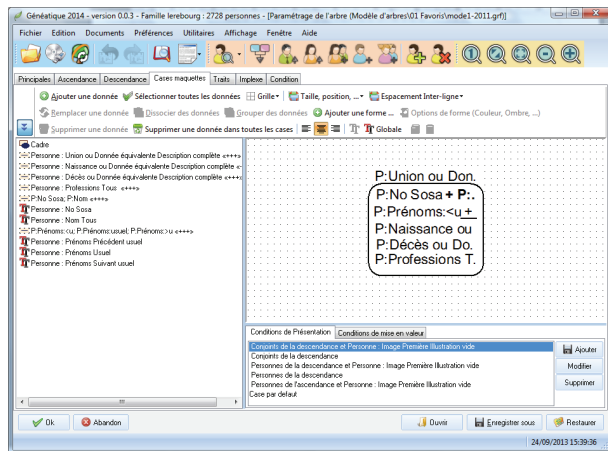 Généatique 2014 - version 0.0.3 - Famille Lerebourg : 2728 personnes - [Paramétrage de l'arbre (Modèle d'arbres\01 Favoris\mode1-2011.grf)]
Fichier Edition Documents Préférences Utilitaires Affichage Fenêtre Aide
Principales Ascendance Descendance Cases maquettes Traits Implexe Condition
Ajouter une donnée Sélectionner toutes les données Grille Taille, position, ... Espacement Inter-ligne
Remplacer une donnée Dissocier des données Grouper des données Ajouter une forme ... Options de forme (Couleur, Ombre, ...)
Supprimer une donnée Supprimer une donnée dans toutes les cases Globale
Cadre
Personne : Union ou Donnée équivalente Description complète «+++»
Personne : Naissance ou Donnée équivalente Description complète «-
Personne : Décès ou Donnée équivalente Description complète «+++»
Personne : Professions Tous «+++»
P:No Sosa; P:Nom «+++»
Personne : No Sosa
Personne : Nom Tous
P:Prénoms:<u; P:Prénoms:usuel; P:Prénoms:>u «+++»
Personne : Prénoms Précédent usuel
Personne : Prénoms Usuel
Personne : Prénoms Suivant usuel
P:Union ou Don.
P:No Sosa + P:.
P:Prénoms:<u +
P:Naissance ou
P:Décès ou Do.
P:Professions T.
Conditions de Présentation Conditions de mise en valeur
Conjoints de la descendance et Personne : Image Première Illustration vide
Conjoints de la descendance
Personnes de la descendance et Personne : Image Première Illustration vide
Personnes de la descendance
Personnes de l'ascendance et Personne : Image Première Illustration vide
Case par defaut
Ajouter
Modifier
Supprimer
Ok Abandon Ouvrir Enregistrer sous Restaurer
24/09/2013 15:39:36